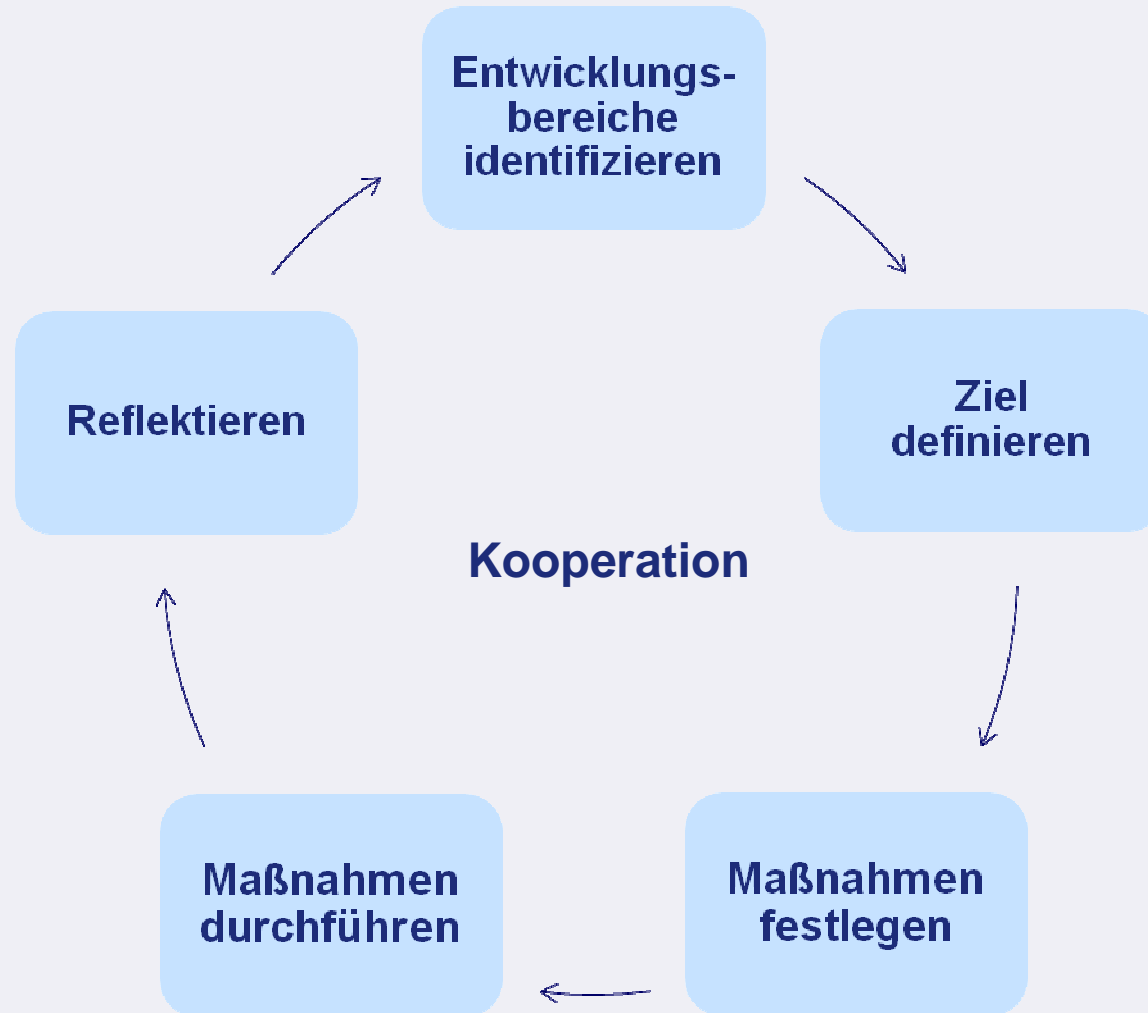 Entwicklungs-
bereiche
identifizieren
Ziel
definieren
Reflektieren
Kooperation
Maßnahmen
festlegen
Maßnahmen
durchführen